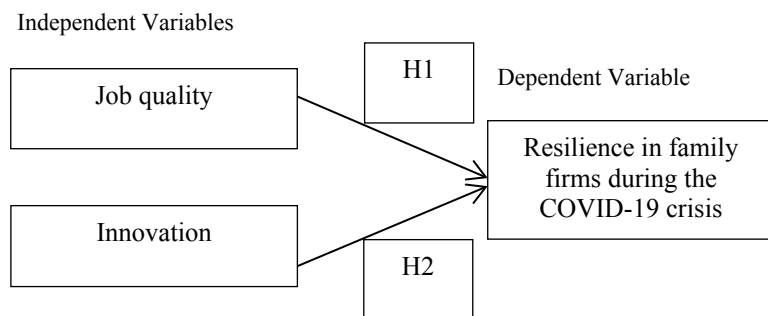 Independent Variables
Job quality
H1
Dependent Variable
Resilience in family
firms during the
COVID-19 crisis
Innovation
H2